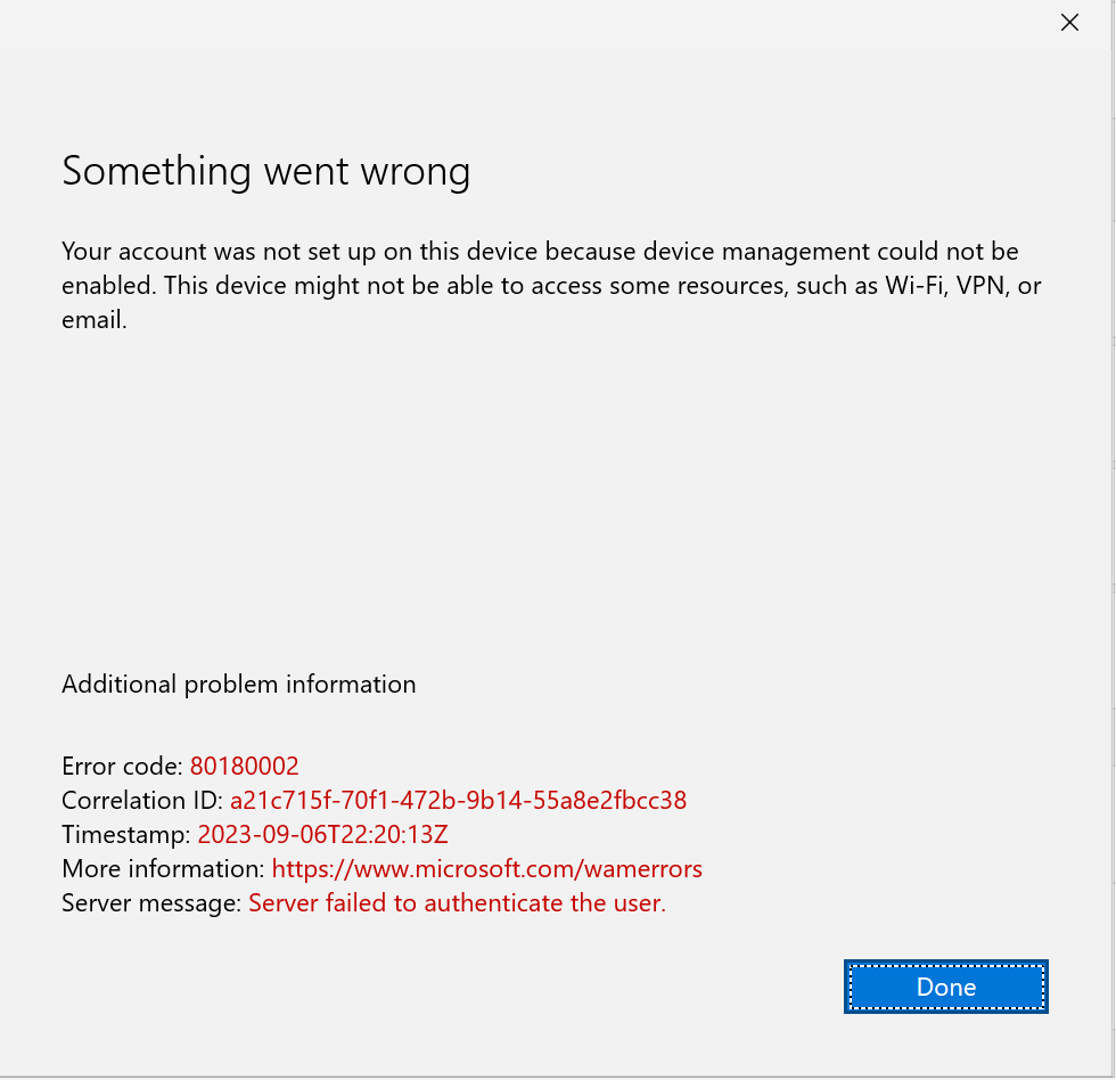 Something went wrong
Your account was not set up on this device because device management could not be
enabled. This device might not be able to access some resources, such as Wi-Fi, VPN, or
email.
Additional problem information
Error code: 80180002
Correlation ID: a21c715f-70f1-472b-9b14-55a8e2fbcc38
Timestamp: 2023-09-06T22:20:13Z
More information: https://www.microsoft.com/wamerrors
Server message: Server failed to authenticate the user.
Done